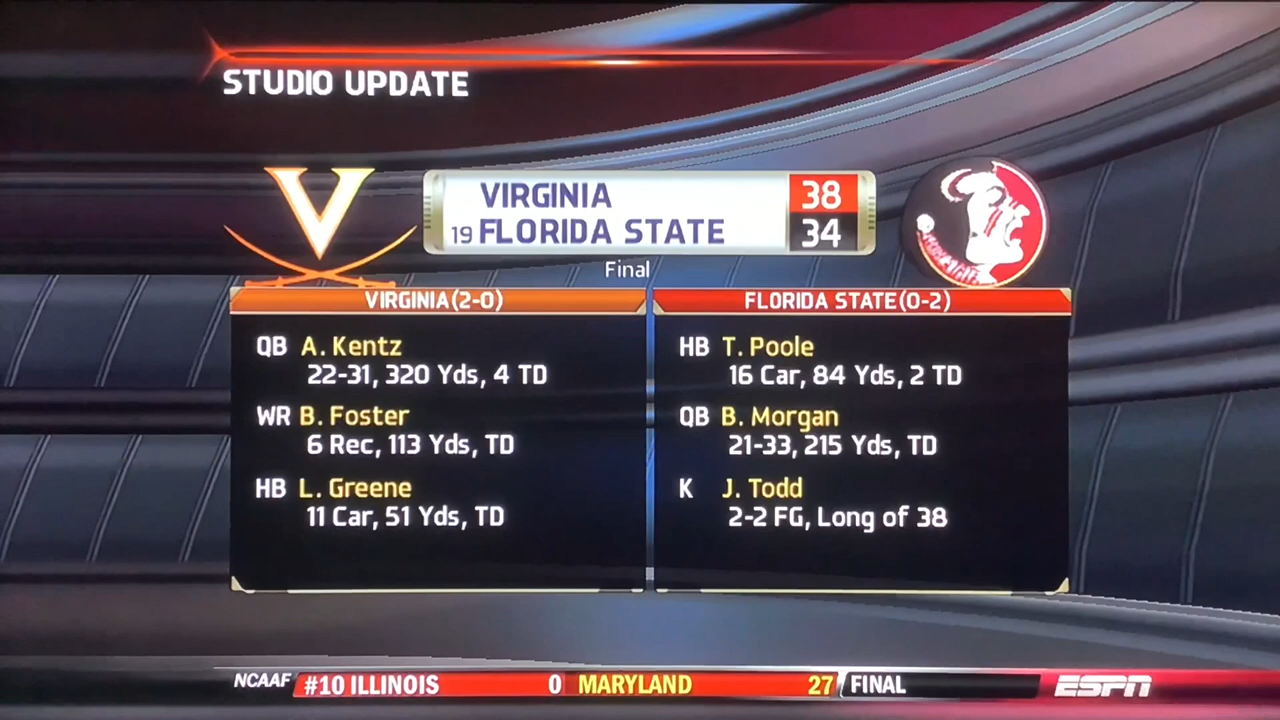 STUDIO UPDATE
VIRGINIA 38
19 FLORIDA STATE 34
Final
VIRGINIA(2-0)
FLORIDA STATE(0-2)
QB A. Kentz
22-31, 320 Yds, 4 TD
WR B. Foster
6 Rec, 113 Yds, TD
HB L. Greene
11 Car, 51 Yds, TD
HB T. Poole
16 Car, 84 Yds, 2 TD
QB B. Morgan
21-33, 215 Yds, TD
K J. Todd
2-2 FG, Long of 38
NCAAF #10 ILLINOIS 0 MARYLAND 27 FINAL ESPN